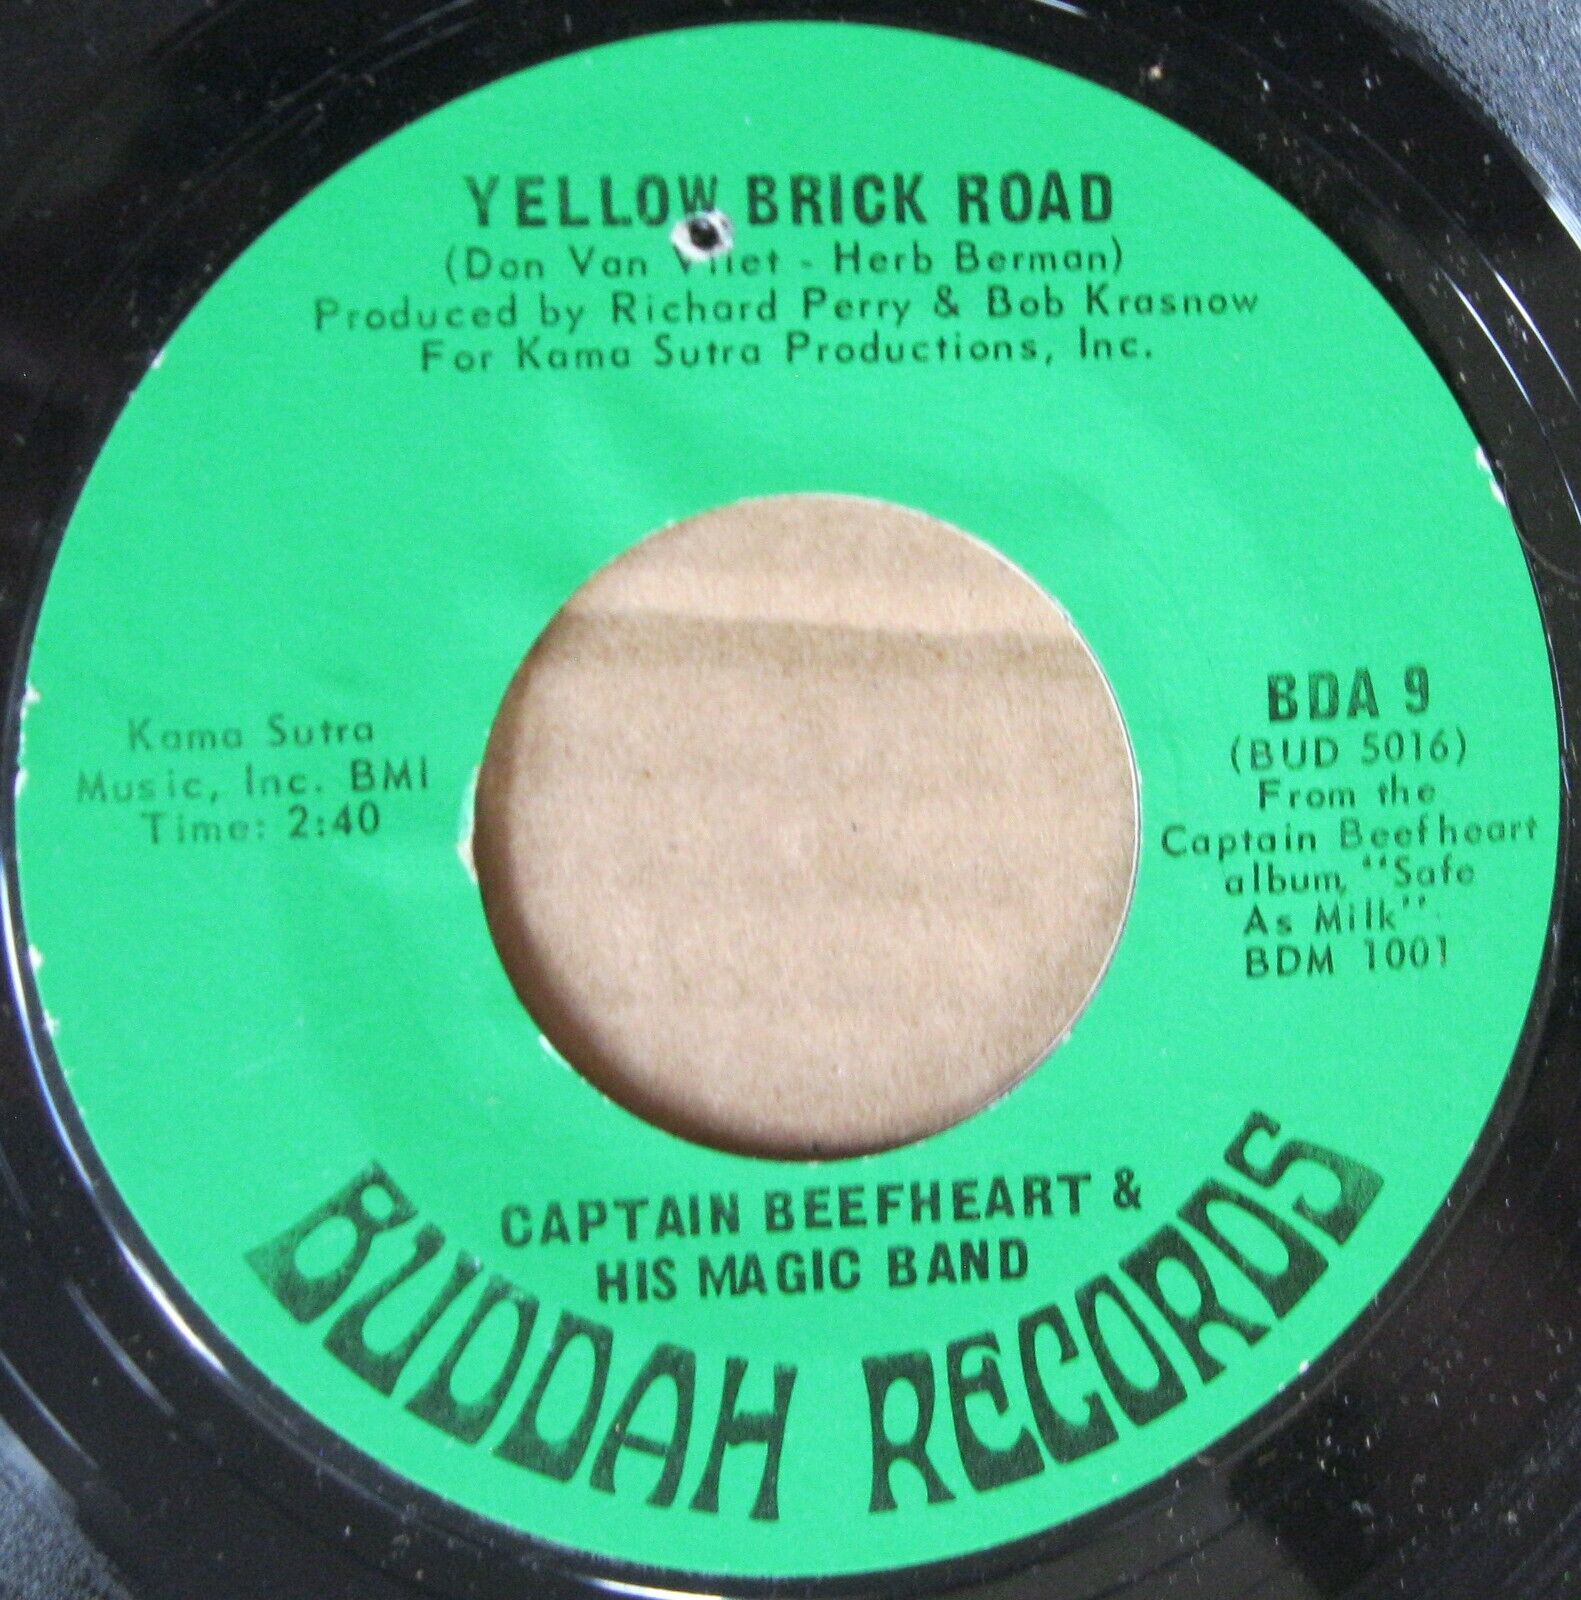 YELLOW BRICK ROAD
(Don Van Vliet - Herb Berman)
Produced by Richard Perry & Bob Krasnow
For Kama Sutra Productions, Inc.
Kama Sutra
Music, Inc. BMI
Time: 2:40
BDA 9
(BUD 5016)
From the
Captain Beefheart
album, "Safe
As Milk"
BDM 1001
CAPTAIN BEEFHEART &
HIS MAGIC BAND
BUDDAH RECORDS